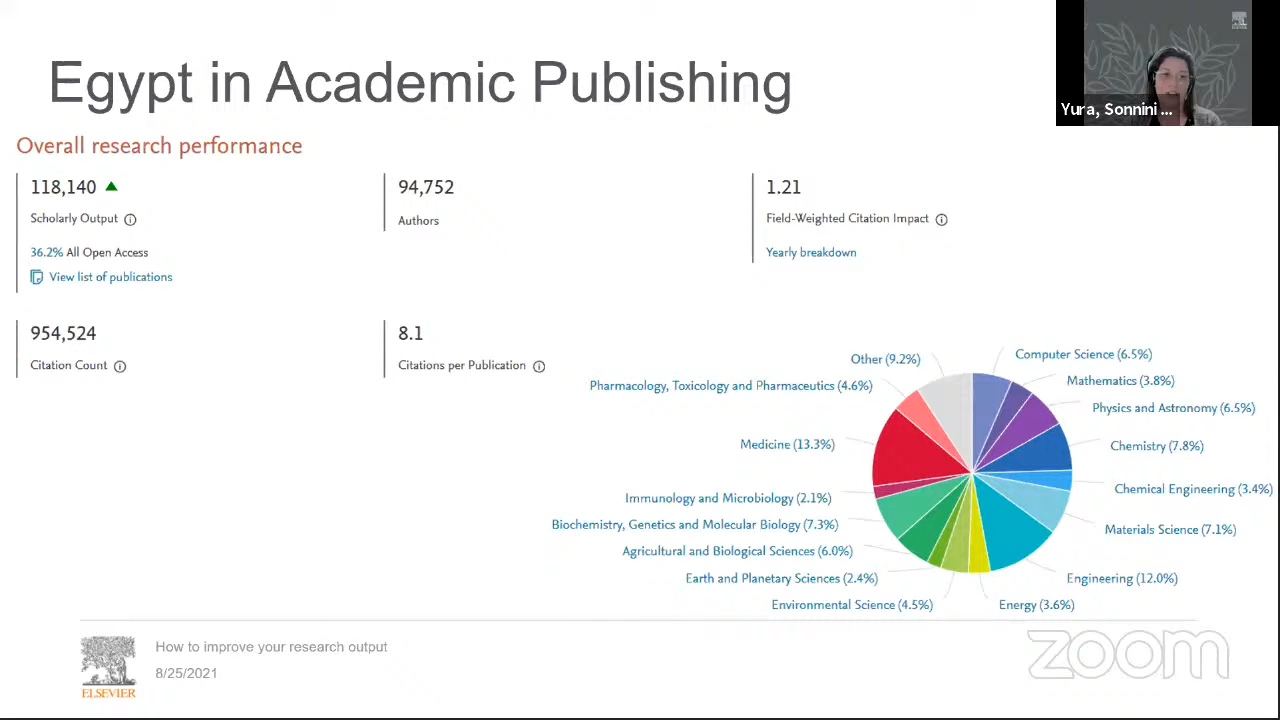 Egypt in Academic Publishing
Yura, Sonnini ...
Overall research performance
118,140
Scholarly Output
36.2% All Open Access
View list of publications
94,752
Authors
1.21
Field-Weighted Citation Impact
Yearly breakdown
954,524
Citation Count
8.1
Citations per Publication
Other (9.2%)
Computer Science (6.5%)
Pharmacology, Toxicology and Pharmaceutics (4.6%)
Mathematics (3.8%)
Physics and Astronomy (6.5%)
Medicine (13.3%)
Chemistry (7.8%)
Immunology and Microbiology (2.1%)
Chemical Engineering (3.4%)
Biochemistry, Genetics and Molecular Biology (7.3%)
Materials Science (7.1%)
Agricultural and Biological Sciences (6.0%)
Earth and Planetary Sciences (2.4%)
Engineering (12.0%)
Environmental Science (4.5%)
Energy (3.6%)
How to improve your research output
8/25/2021
ELSEVIER
zoom